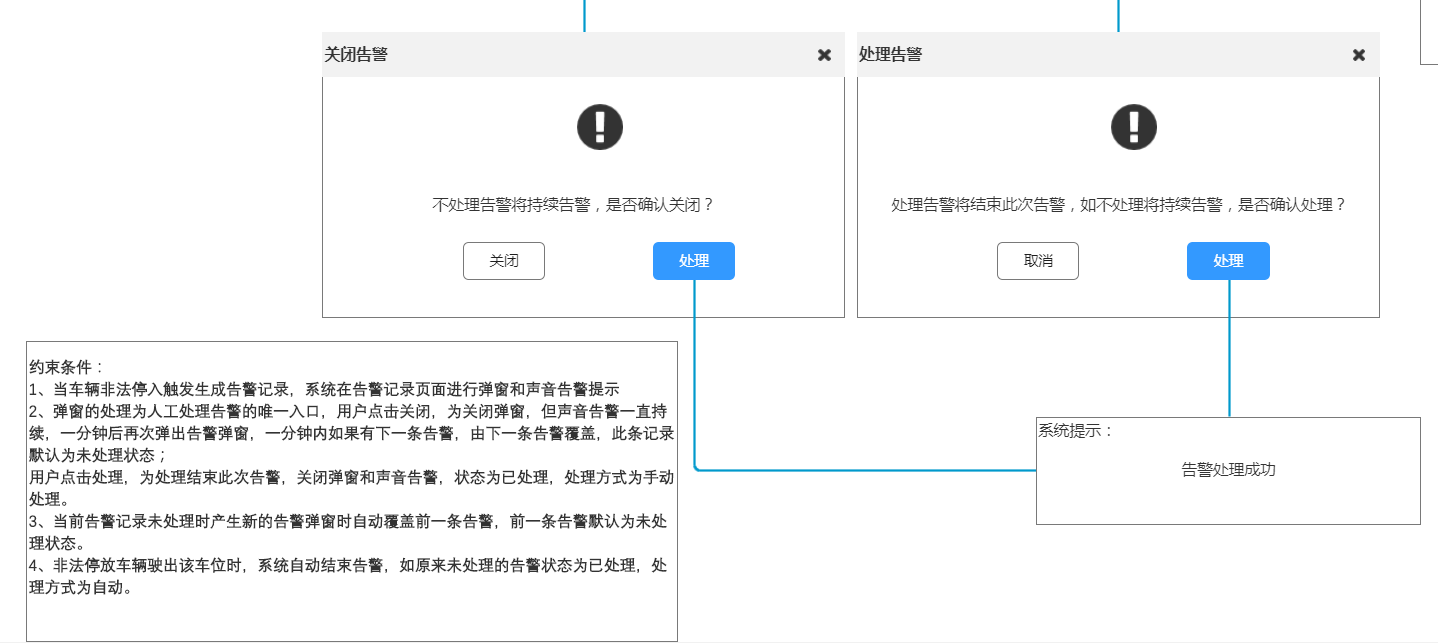 关闭告警
不处理告警将持续告警，是否确认关闭？
关闭
处理
处理告警
处理告警将结束此次告警，如不处理将持续告警，是否确认处理？
取消
处理
约束条件：
1、当车辆非法停入触发生成告警记录，系统在告警记录页面进行弹窗和声音告警提示
2、弹窗的处理为人工处理告警的唯一入口，用户点击关闭，为关闭弹窗，但声音告警一直持
续，一分钟后再次弹出告警弹窗，一分钟内如果有下一条告警，由下一条告警覆盖，此条记录
默认为未处理状态；
用户点击处理，为处理结束此次告警，关闭弹窗和声音告警，状态为已处理，处理方式为手动
处理。
3、当前告警记录未处理时产生新的告警弹窗时自动覆盖前一条告警，前一条告警默认为未处
理状态。
4、非法停放车辆驶出该车位时，系统自动结束告警，如原来未处理的告警状态为已处理，处
理方式为自动。
系统提示：
告警处理成功